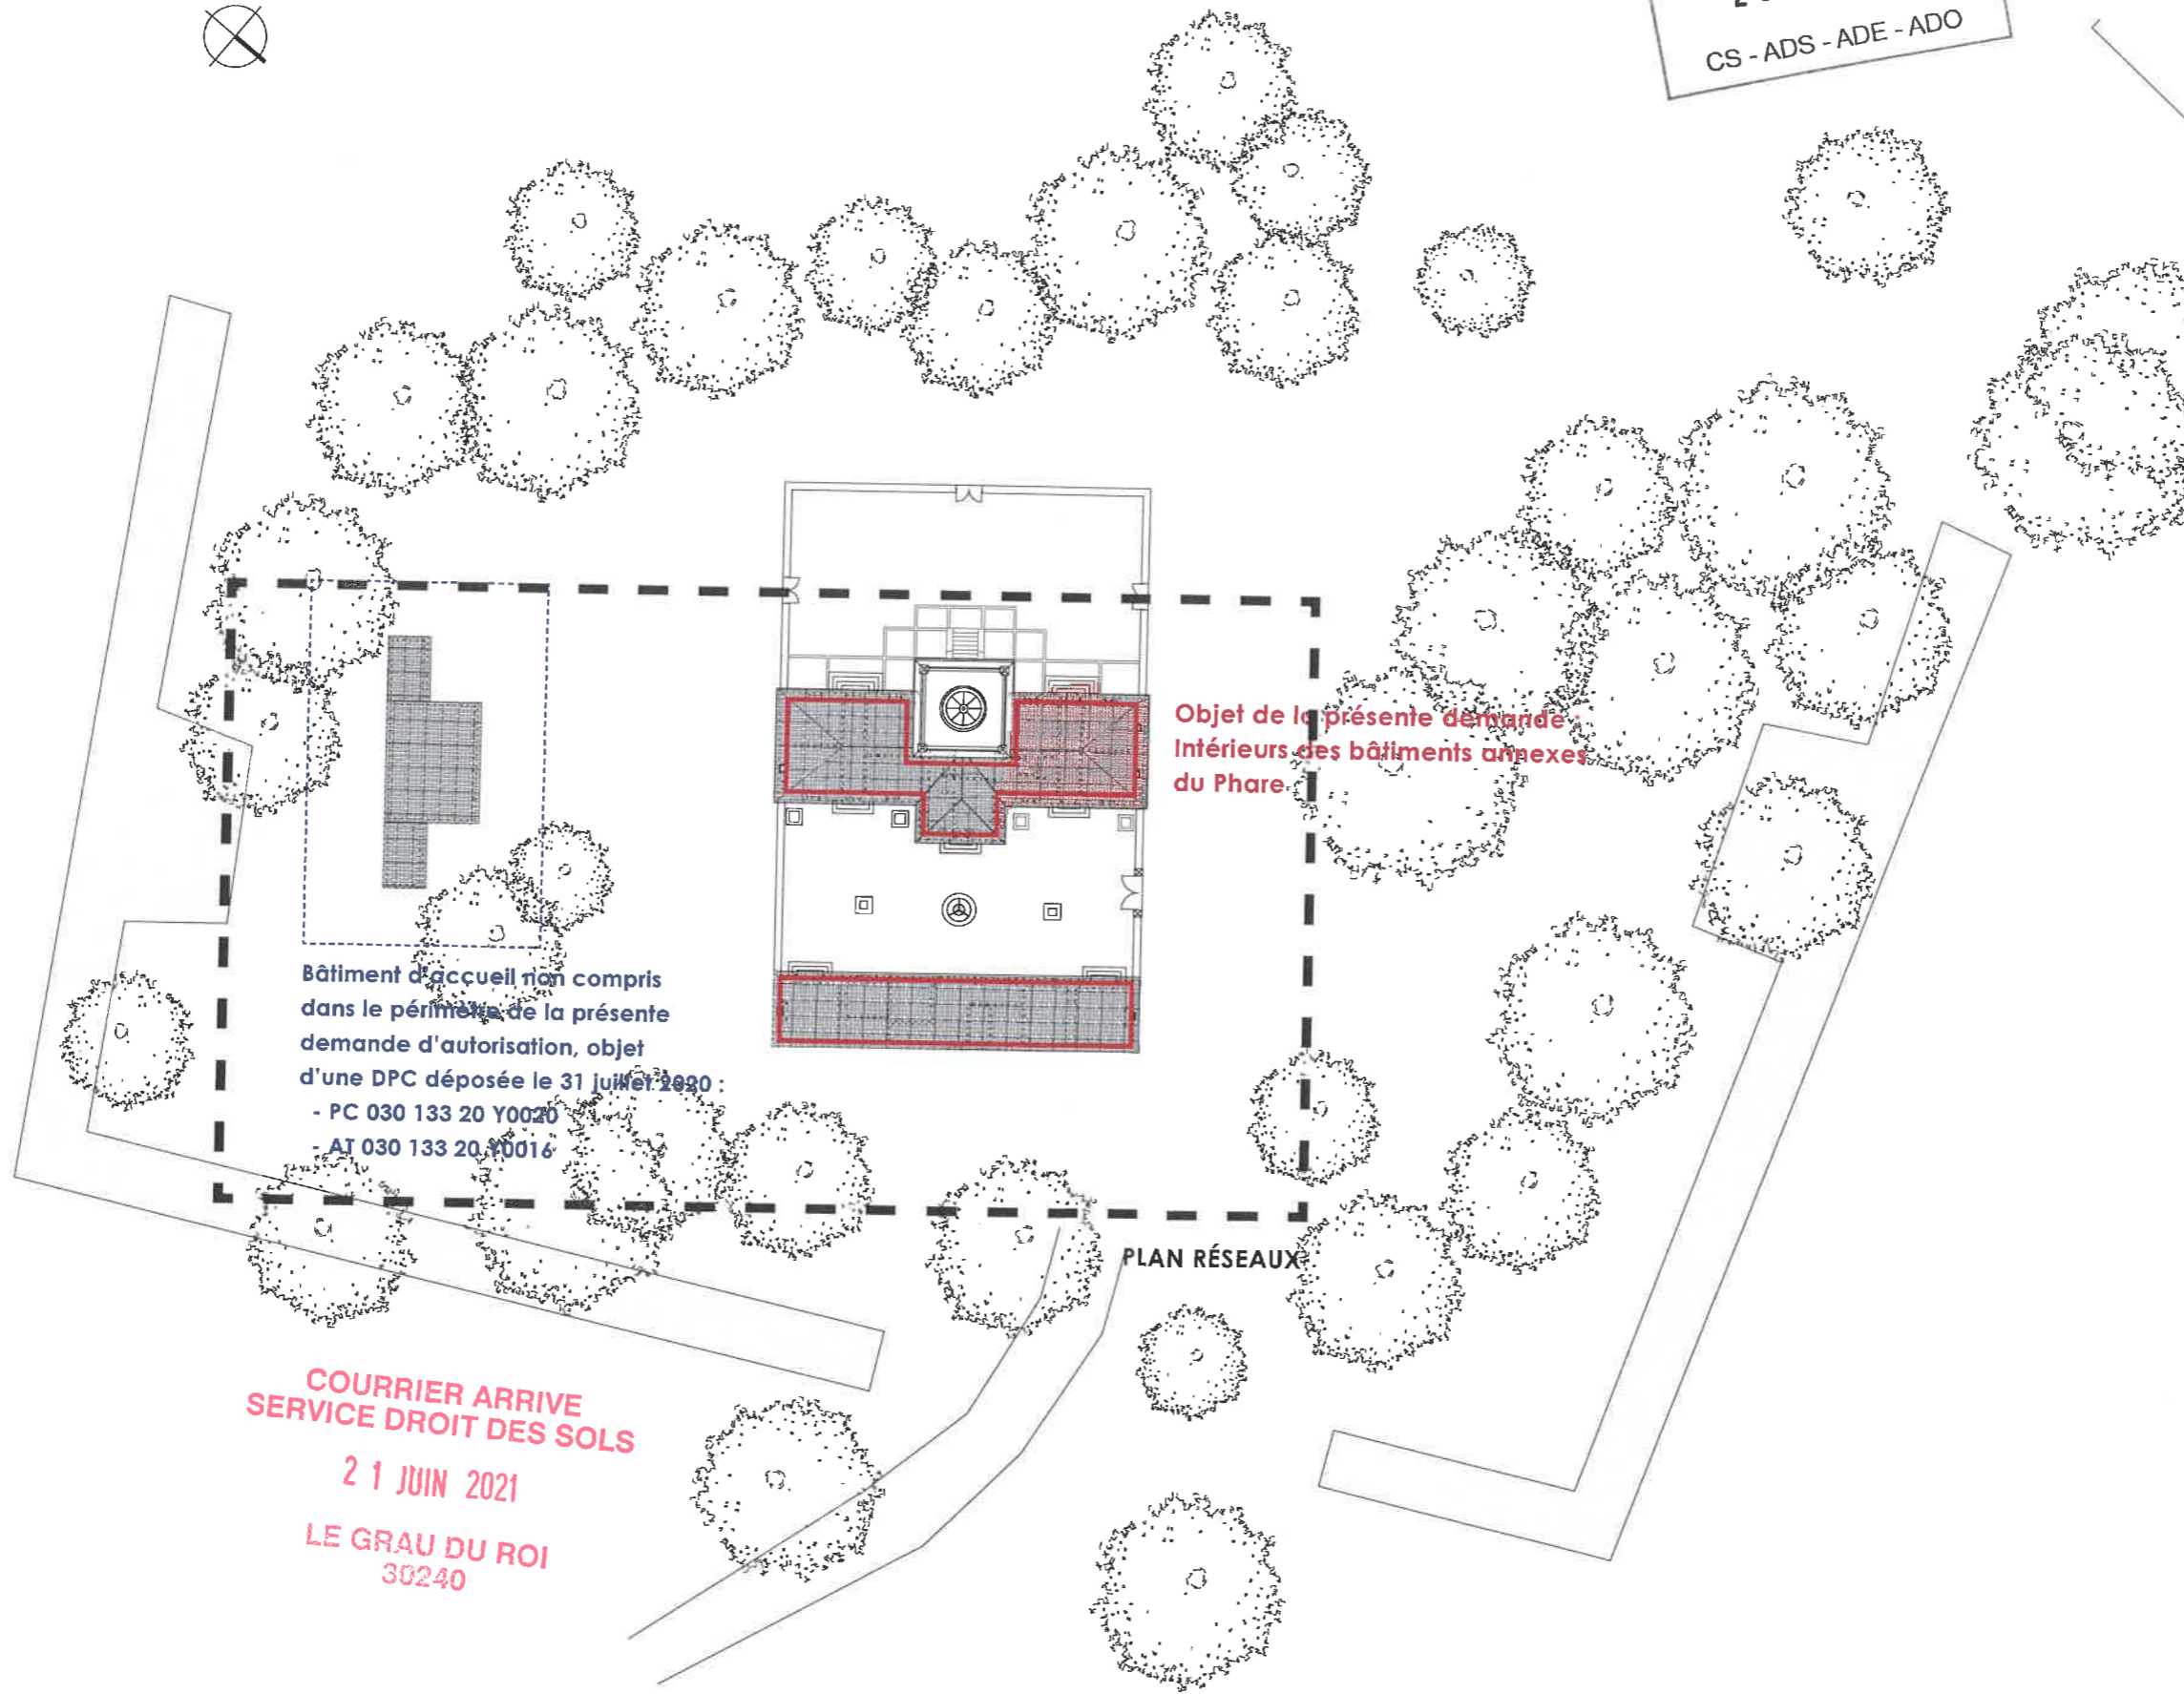 CS - ADS - ADE - ADO
Objet de la présente demande :
Intérieurs des bâtiments annexes
du Phare
Bâtiment d'accueil non compris
dans le périmètre de la présente
demande d'autorisation, objet
d'une DPC déposée le 31 juillet 2020 :
- PC 030 133 20 Y0020
- AT 030 133 20 Y0016
PLAN RÉSEAUX
COURRIER ARRIVE
SERVICE DROIT DES SOLS
2 1 JUIN 2021
LE GRAU DU ROI
30240